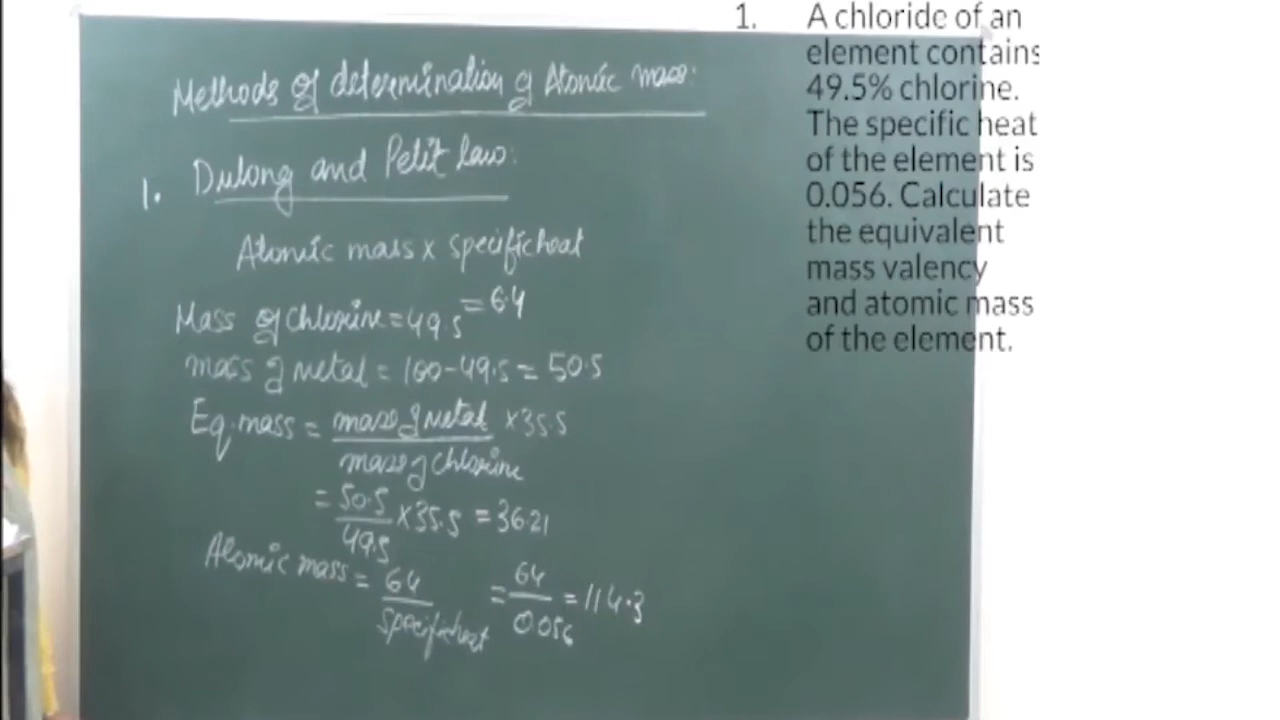 Methods of determination of Atomic mass:
1. Dulong and Petit law:
Atomic mass x specific heat
= 6.4
Mass of Chlorine = 49.5
mass of metal = 100 - 49.5 = 50.5
Eq. mass = mass of metal x 35.5
mass of chlorine
= 50.5 x 35.5 = 36.21
49.5
Atomic mass = 64 = 64 = 114.3
specific heat 0.056
1. A chloride of an
element contains
49.5% chlorine.
The specific heat
of the element is
0.056. Calculate
the equivalent
mass valency
and atomic mass
of the element.